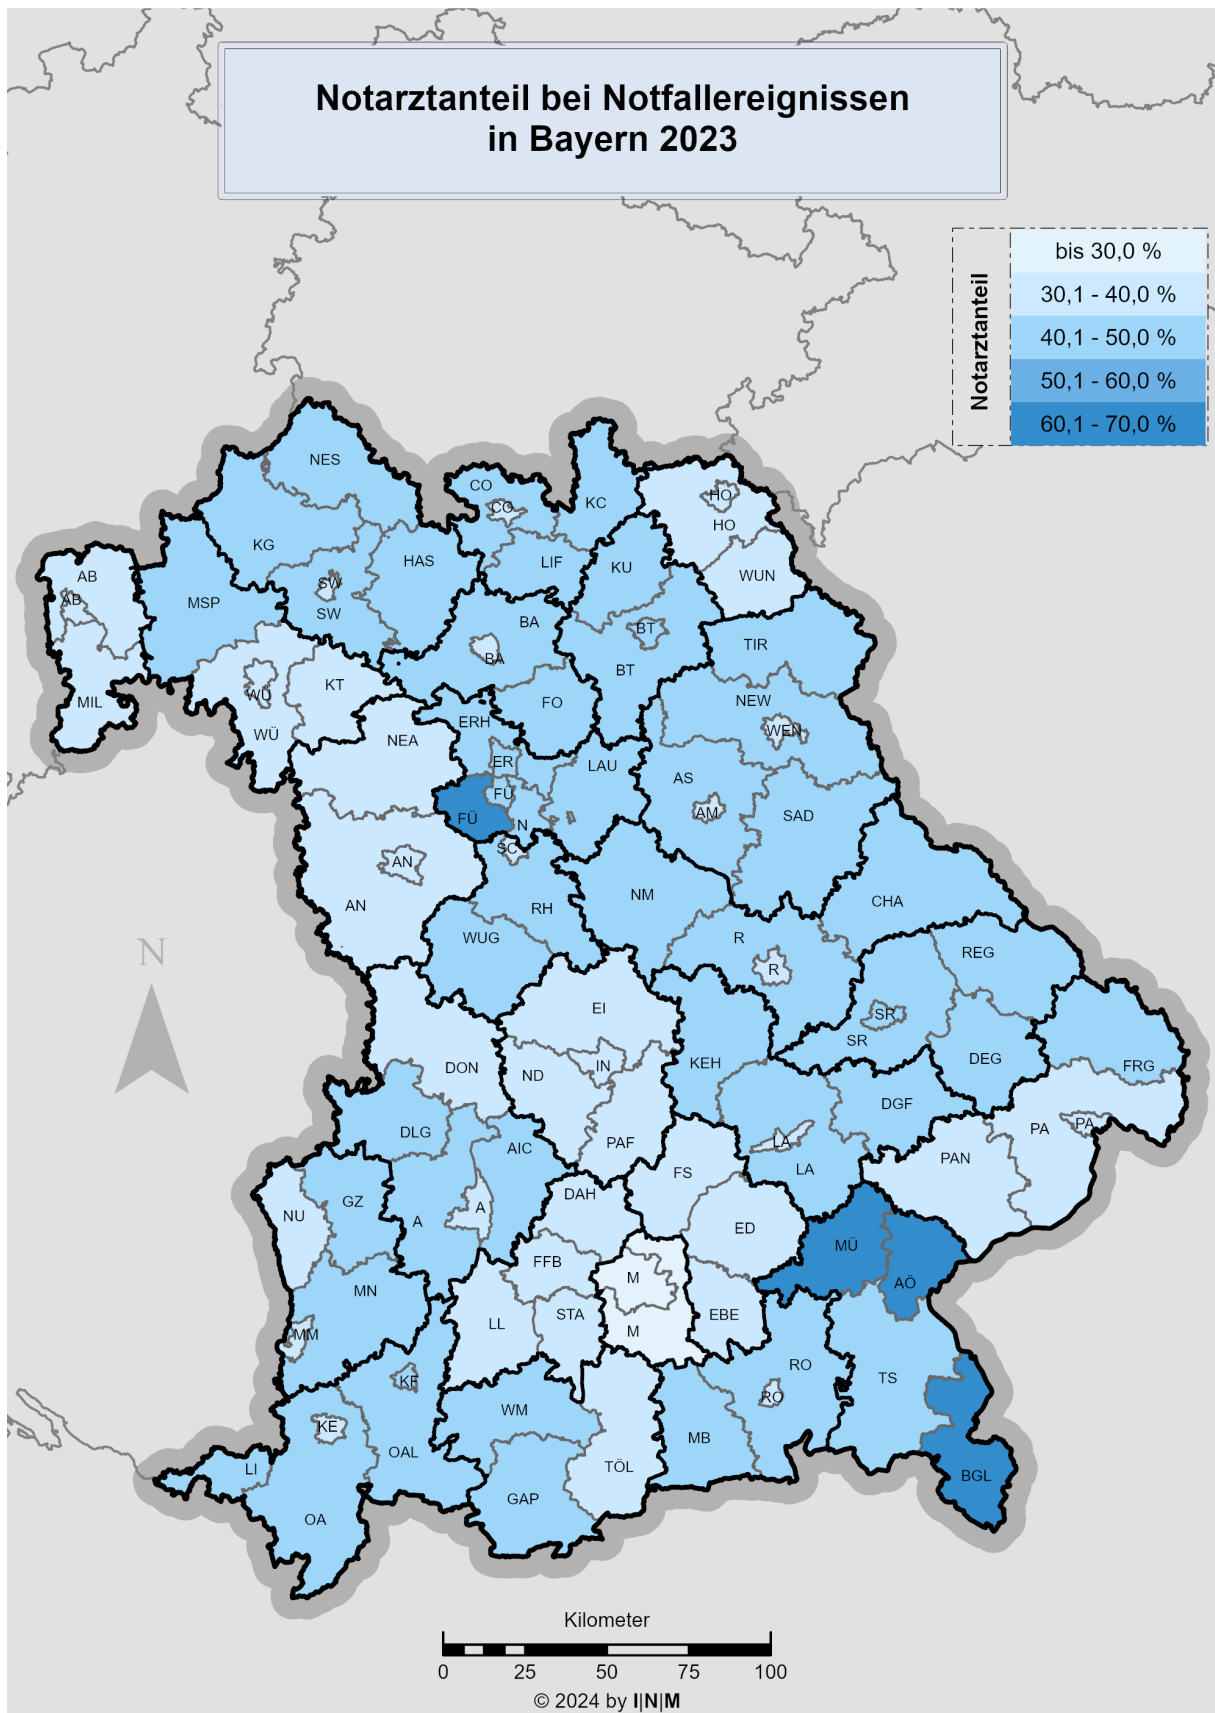 Notarztanteil bei Notfallereignissen
in Bayern 2023
Notarztanteil
bis 30,0 %
30,1 - 40,0 %
40,1 - 50,0 %
50,1 - 60,0 %
60,1 - 70,0 %
NES
CO
CO
KC
HO
HO
KG
HAS
LIF
KU
WUN
AB
AB
MSP
SW
SW
BA
BA
BT
BT
TIR
MIL
WÜ
WÜ
KT
FO
NEW
WEN
NEA
ERH
ER
LAU
FÜ
FÜ
N
AS
AM
SAD
SC
AN
AN
RH
NM
CHA
WUG
R
R
REG
N
EI
SR
SR
DEG
FRG
DON
ND
IN
KEH
DGF
PA
PA
DLG
AIC
PAF
LA
LA
PAN
GZ
NU
A
A
DAH
FS
ED
MÜ
AÖ
MN
FFB
M
M
MM
LL
STA
EBE
RO
RO
TS
KF
KE
WM
MB
OAL
LI
TÖL
BGL
GAP
OA
Kilometer
0 25 50 75 100
© 2024 by I|N|M